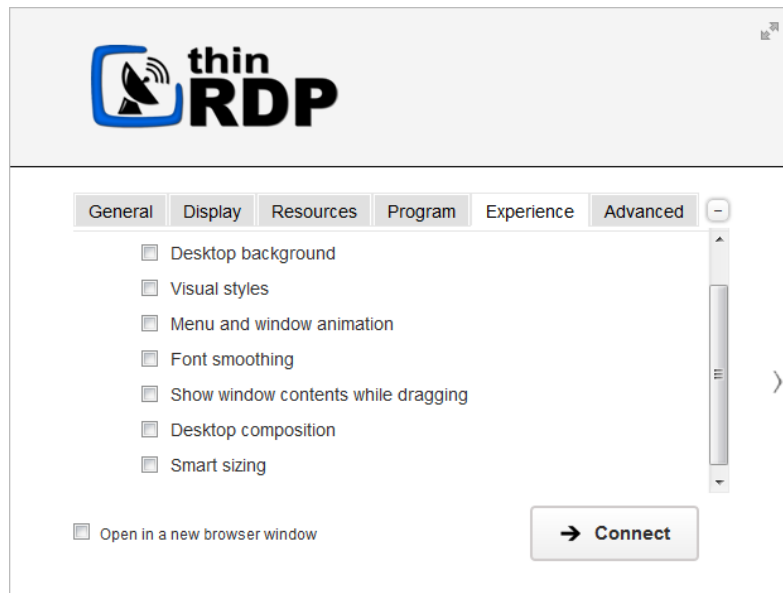 thin
RDP
General Display Resources Program Experience Advanced
Desktop background
Visual styles
Menu and window animation
Font smoothing
Show window contents while dragging
Desktop composition
Smart sizing
Open in a new browser window
Connect